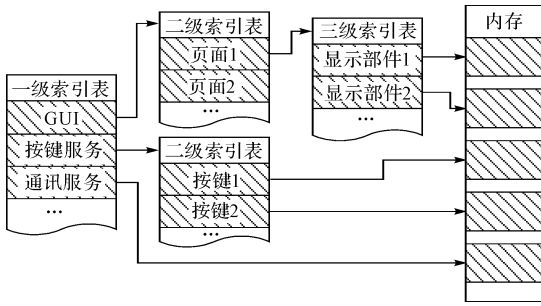 一级索引表
GUI
按键服务
通讯服务
...
二级索引表
页面1
页面2
...
二级索引表
按键1
按键2
...
三级索引表
显示部件1
显示部件2
...
内存